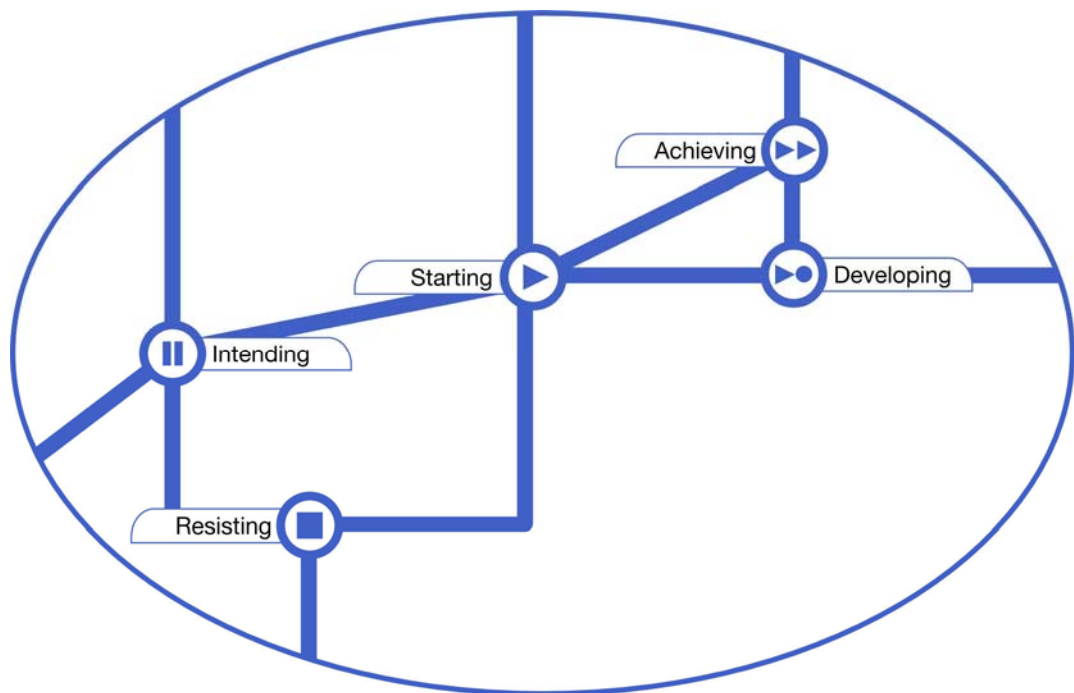 Achieving
Starting
Developing
Intending
Resisting